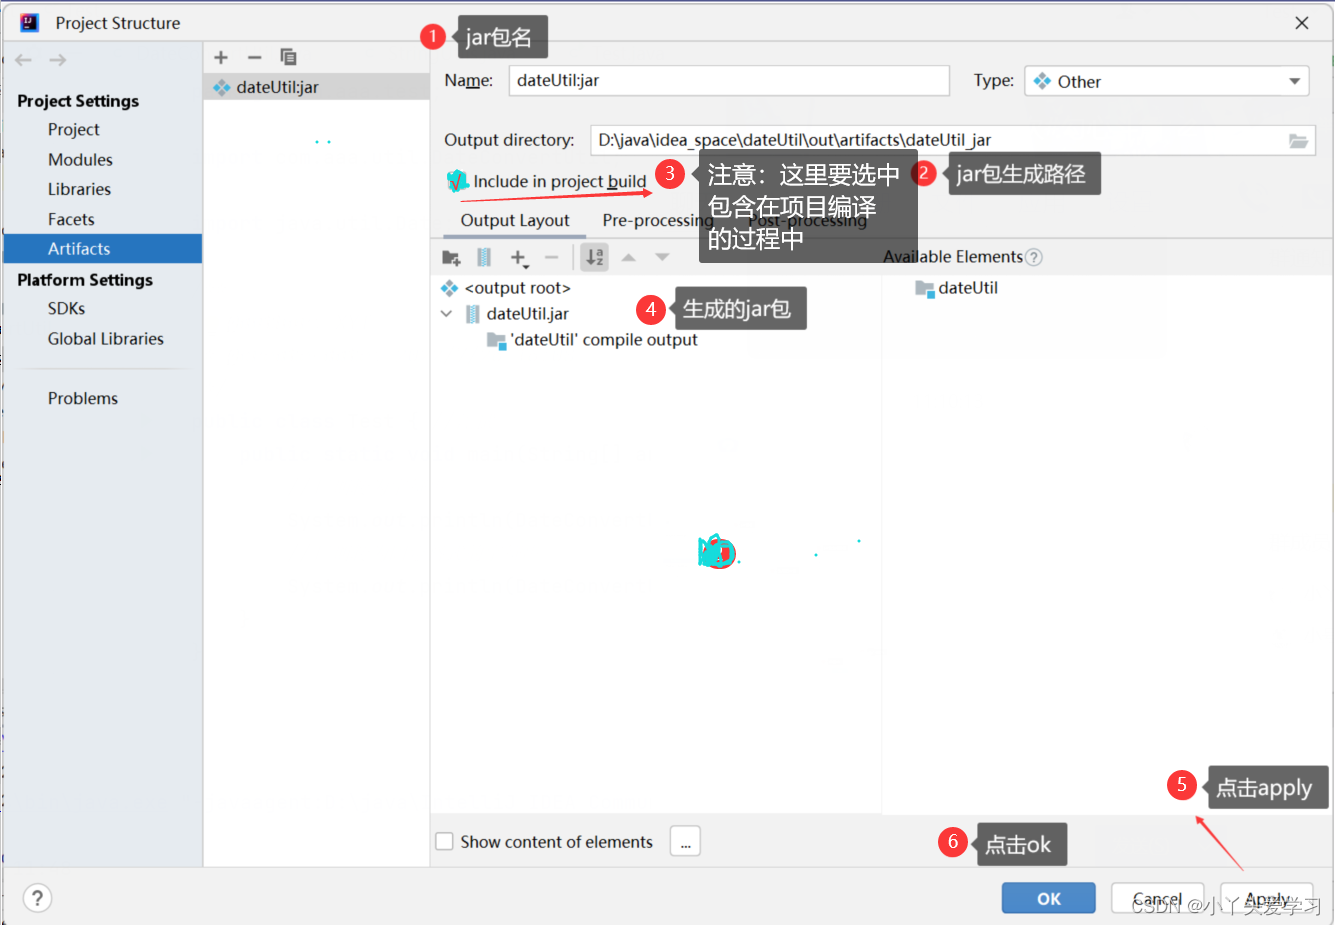 Project Structure
1 jar包名
Name: dateUtil:jar
Type: Other
dateUtil:jar
Project Settings
Project
Modules
Libraries
Facets
Artifacts
Platform Settings
SDKs
Global Libraries
Problems
Output directory: D:\java\idea_space\dateUtil\out\artifacts\dateUtil_jar
Include in project build
3 注意：这里要选中
包含在项目编译
的过程中
2 jar包生成路径
Output Layout Pre-processing Post-processing
Available Elements
<output root>
dateUtil.jar
'dateUtil' compile output
4 生成的jar包
dateUtil
5 点击apply
Show content of elements ...
6 点击ok
?
OK Cancel Apply
CSDN @小丫头爱学习